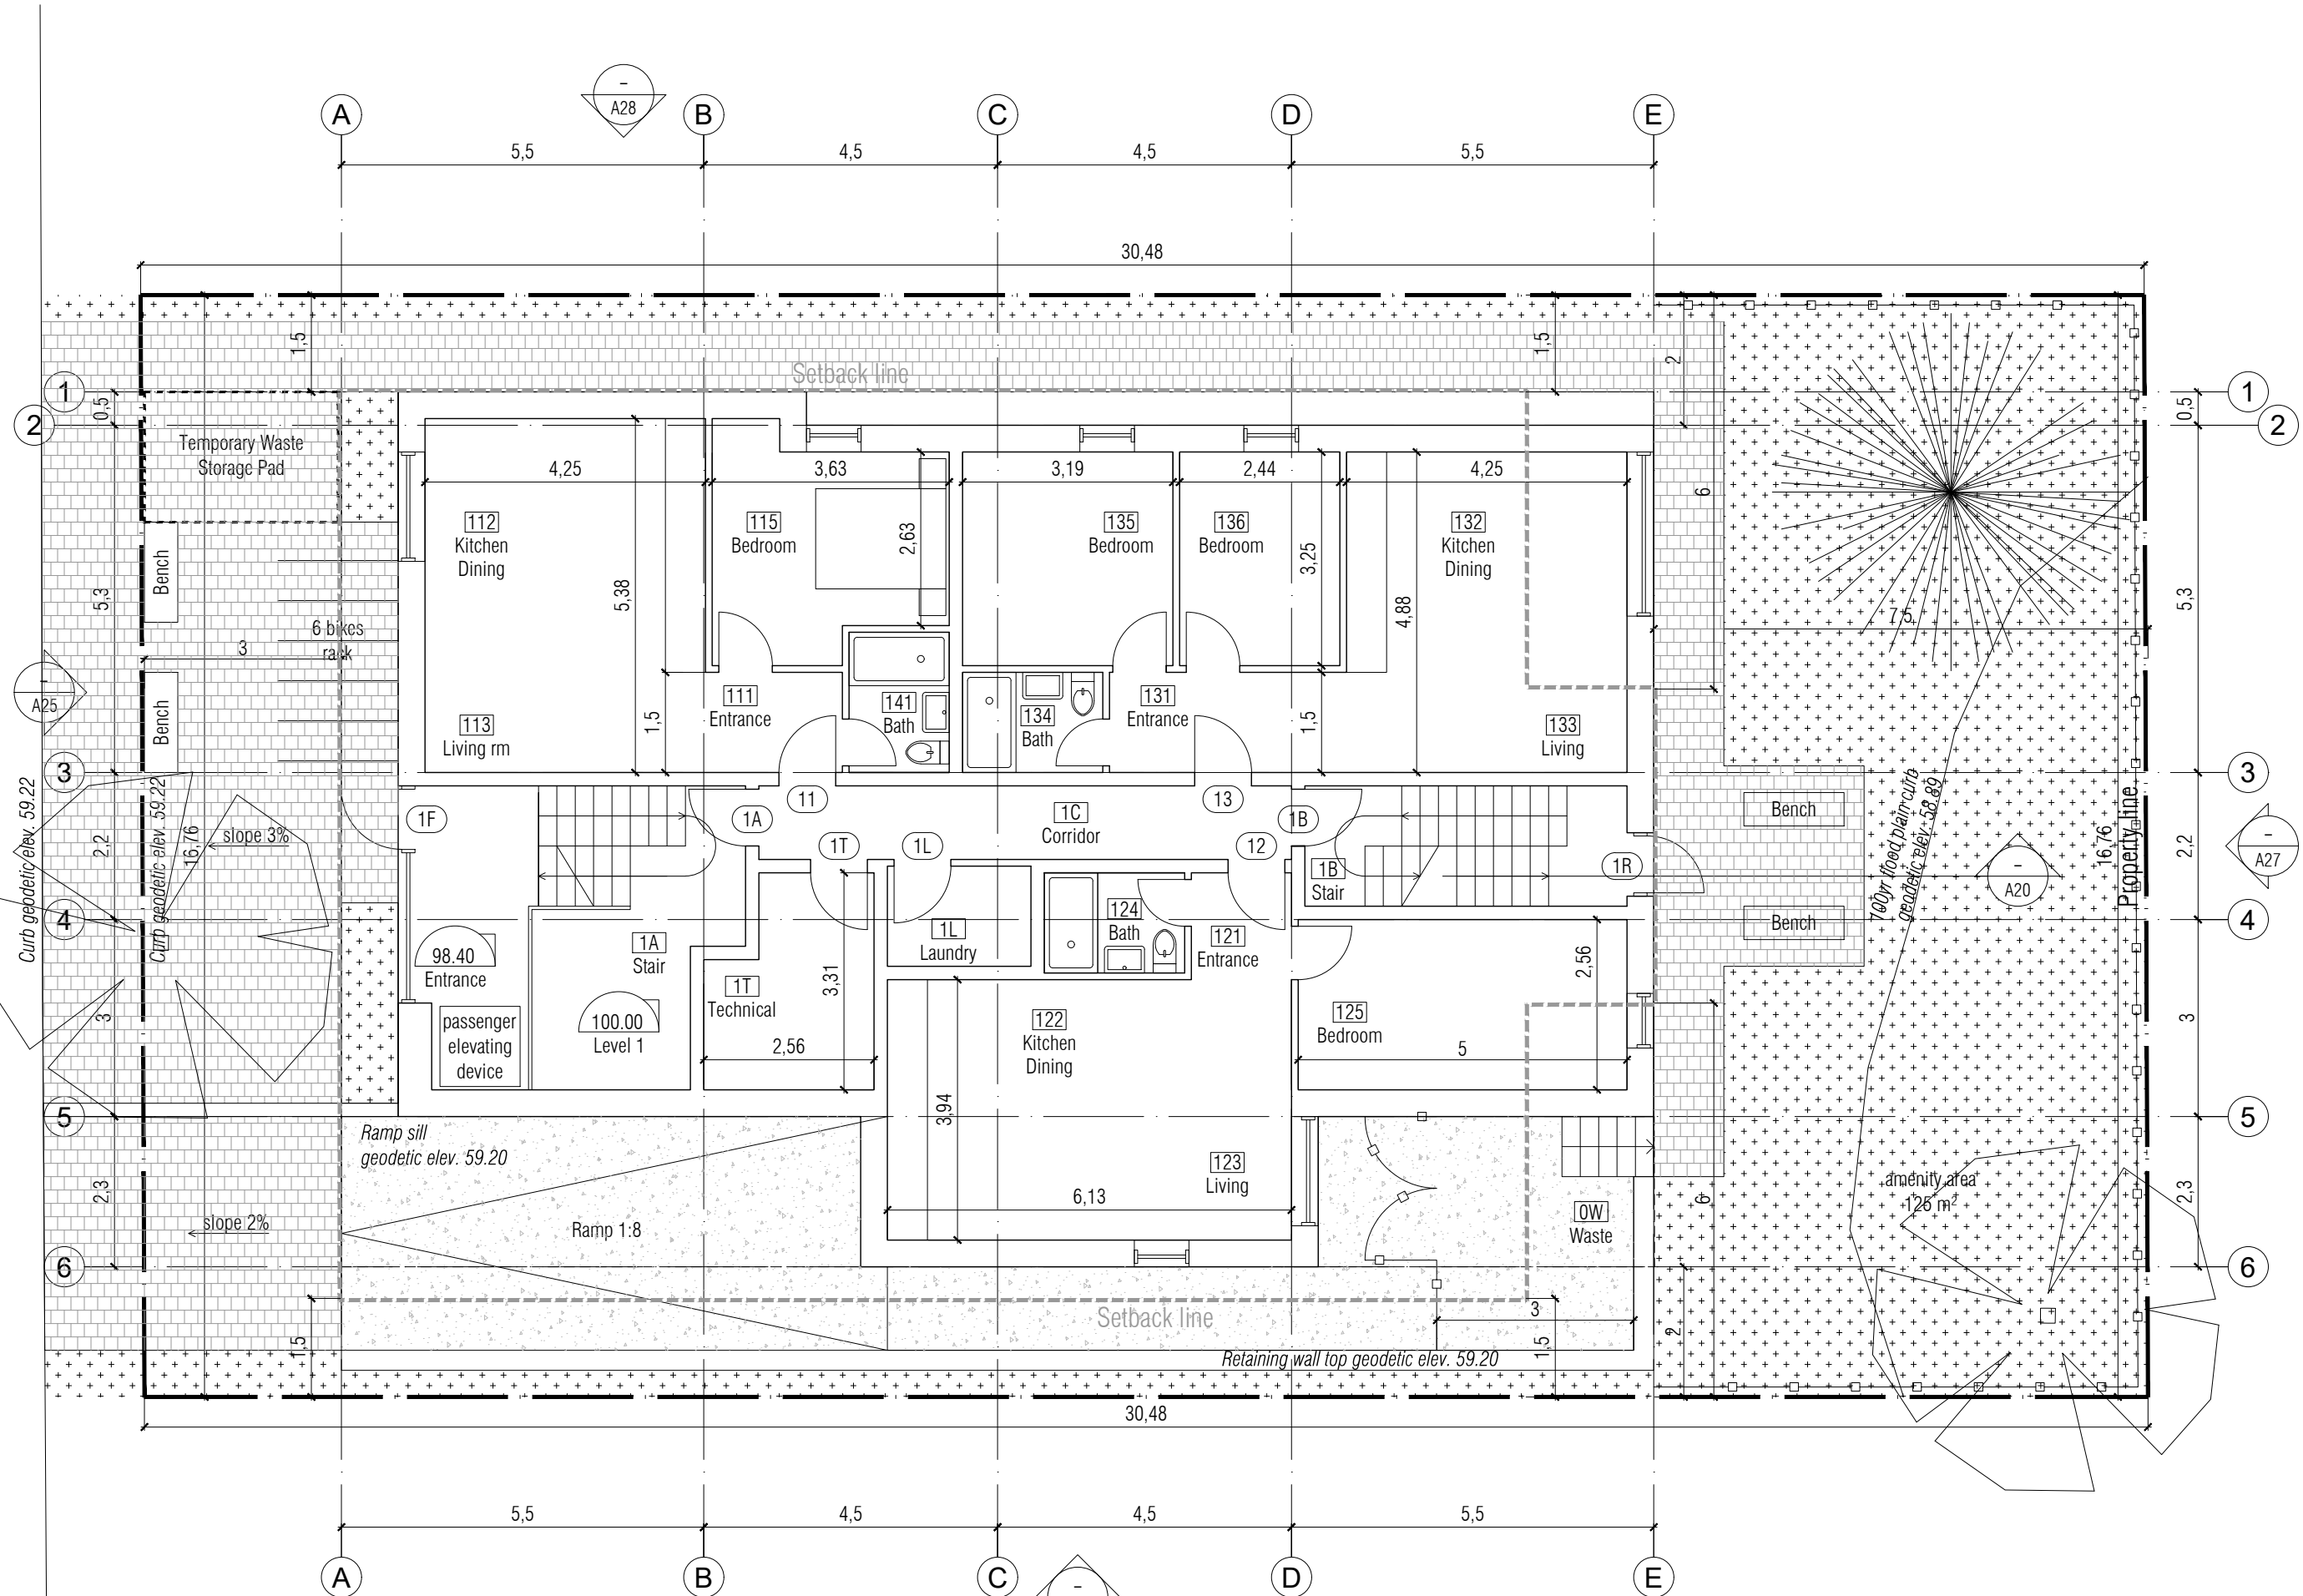 –
A28
A
B
C
D
E
5,5
4,5
4,5
5,5
30,48
1,5
1,5
2
Setback line
1
0,5
2
1
0,5
2
Temporary Waste
Storage Pad
4,25
3,63
3,19
2,44
4,25
6
112
Kitchen
Dining
115
Bedroom
2,63
135
Bedroom
136
Bedroom
3,25
132
Kitchen
Dining
Bench
5,3
5,38
4,88
5,3
7,5
6 bikes
rack
3
–
A25
Bench
113
Living rm
1,5
111
Entrance
141
Bath
134
Bath
131
Entrance
1,5
133
Living
3
3
Curb geodetic elev. 59.22
Curb geodetic elev. 59.22
2,2
16,76
slope 3%
1F
1A
11
1T
1L
1C
Corridor
13
12
1B
1B
Stair
1R
Bench
Bench
100yr flood plain curb
geodetic elev. 58.89
–
A20
16,76
Property line
2,2
–
A27
4
4
98.40
Entrance
1A
Stair
1L
Laundry
124
Bath
121
Entrance
2,56
3
passenger
elevating
device
100.00
Level 1
1T
Technical
3,31
2,56
122
Kitchen
Dining
125
Bedroom
5
3
5
5
Ramp sill
geodetic elev. 59.20
3,94
123
Living
6,13
2,3
slope 2%
Ramp 1:8
0W
Waste
6
amenity area
125 m²
2,3
6
6
Setback line
3
2
1,5
1,5
Retaining wall top geodetic elev. 59.20
30,48
5,5
4,5
4,5
5,5
A
B
C
–
D
E